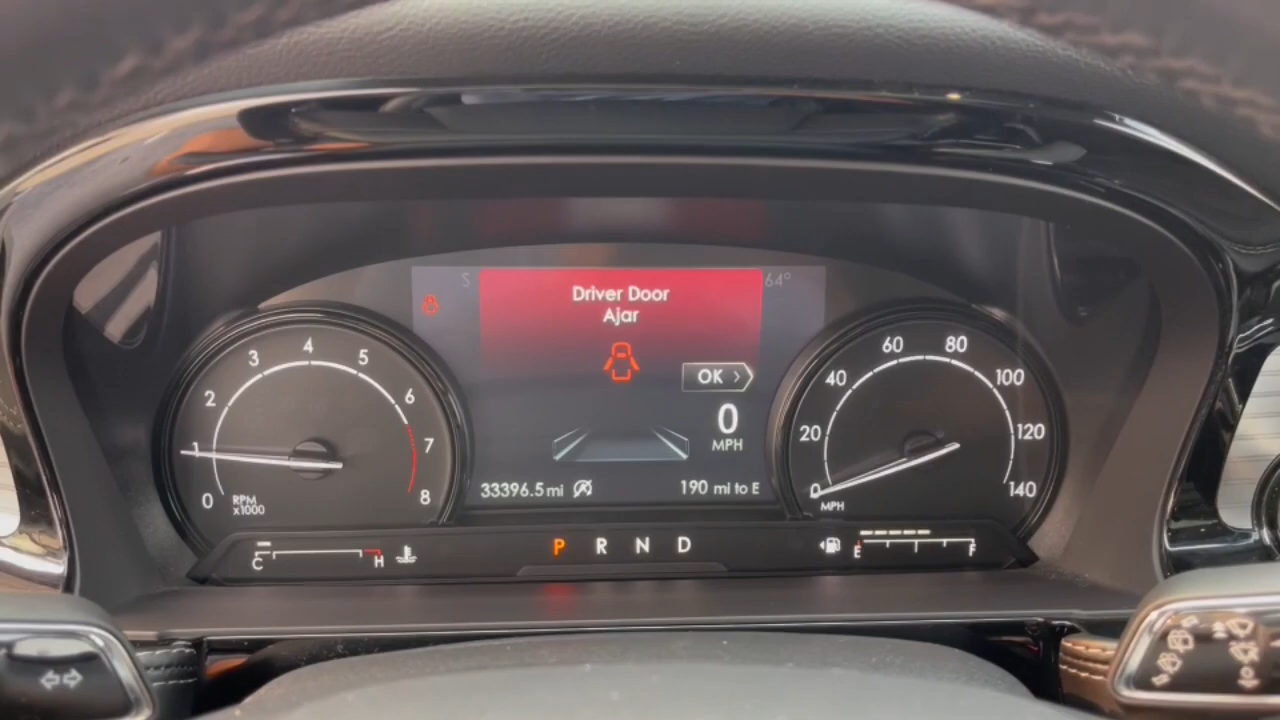 S
64°
Driver Door
Ajar
OK
0
MPH
33396.5 mi
190 mi to E
0 1 2 3 4 5 6 7 8
RPM
x1000
0 20 40 60 80 100 120 140
MPH
C H
P R N D
E F